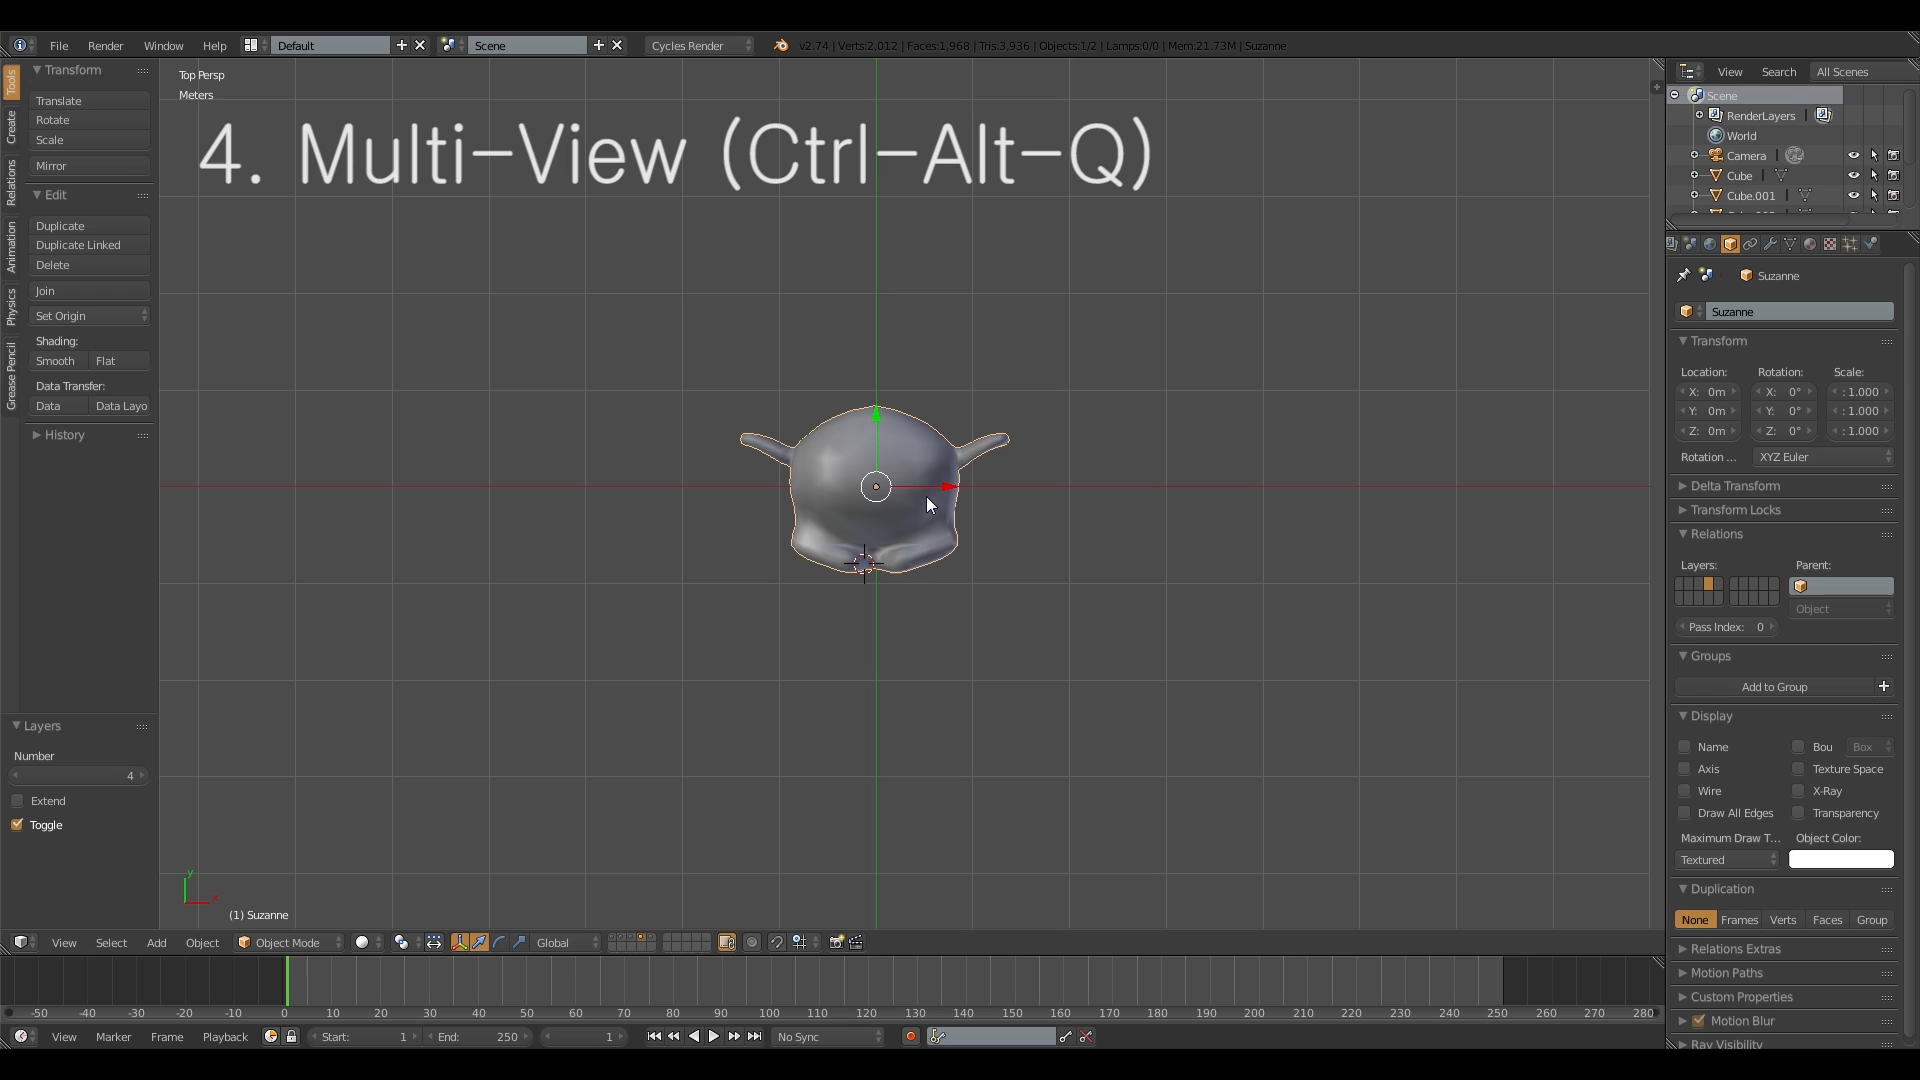 File Render Window Help Default Scene Cycles Render v2.74 | Verts:2,012 | Faces:1,968 | Tris:3,936 | Objects:1/2 | Lamps:0/0 | Mem:21.73M | Suzanne
Tools
Create
Relations
Animation
Physics
Grease Pencil
Transform
Translate
Rotate
Scale
Mirror
Edit
Duplicate
Duplicate Linked
Delete
Join
Set Origin
Shading:
Smooth Flat
Data Transfer:
Data Data Layo
History
Layers
Number
4
Extend
Toggle
Top Persp
Meters
4. Multi-View (Ctrl-Alt-Q)
y
x
(1) Suzanne
View Select Add Object Object Mode Global
-50 -40 -30 -20 -10 0 10 20 30 40 50 60 70 80 90 100 110 120 130 140 150 160 170 180 190 200 210 220 230 240 250 260 270 280
View Marker Frame Playback Start: 1 End: 250 1 No Sync
View Search All Scenes
Scene
RenderLayers |
World
Camera |
Cube |
Cube.001 |
Suzanne
Suzanne
Transform
Location: Rotation: Scale:
X: 0m X: 0° : 1.000
Y: 0m Y: 0° : 1.000
Z: 0m Z: 0° : 1.000
Rotation ... XYZ Euler
Delta Transform
Transform Locks
Relations
Layers: Parent:
Object
Pass Index: 0
Groups
Add to Group
Display
Name Bou Box
Axis Texture Space
Wire X-Ray
Draw All Edges Transparency
Maximum Draw T... Object Color:
Textured
Duplication
None Frames Verts Faces Group
Relations Extras
Motion Paths
Custom Properties
Motion Blur
Ray Visibility